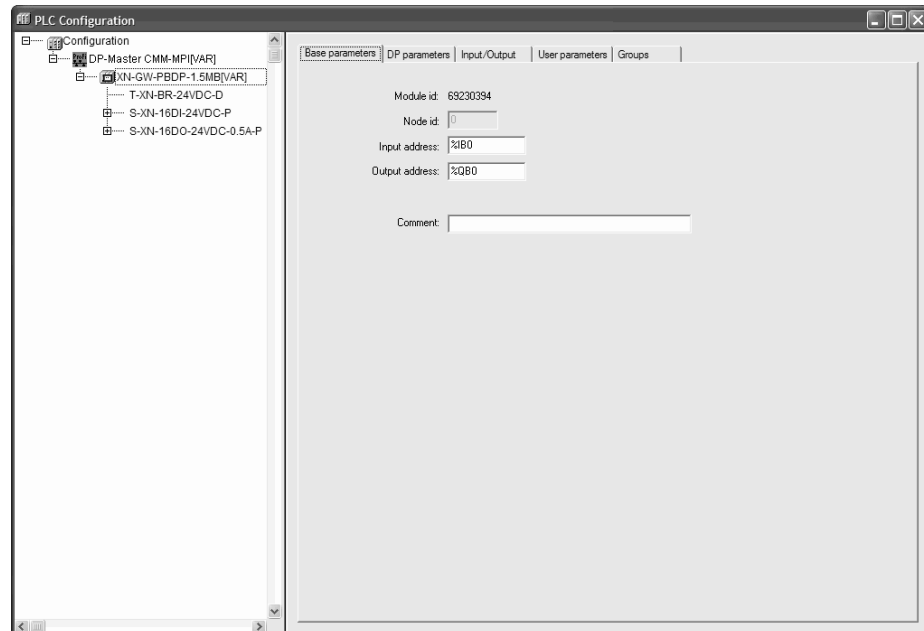 PLC Configuration
Configuration
DP-Master CMM-MPI[VAR]
XN-GW-PBDP-1.5MB[VAR]
T-XN-BR-24VDC-D
S-XN-16DI-24VDC-P
S-XN-16DO-24VDC-0.5A-P
Base parameters DP parameters Input/Output User parameters Groups
Module id: 69230394
Node id: 0
Input address: %IB0
Output address: %QB0
Comment: